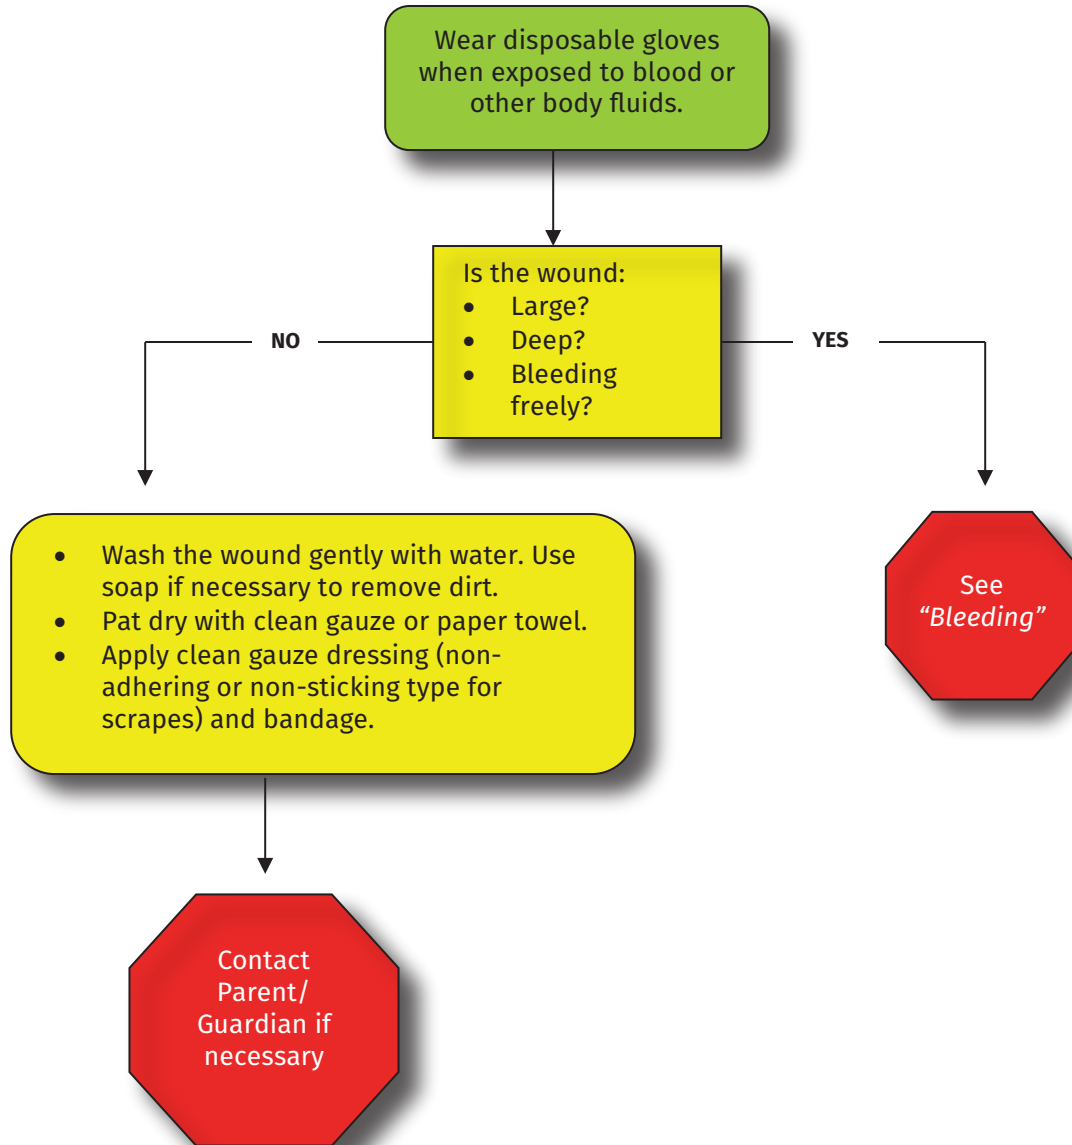 Wear disposable gloves
when exposed to blood or
other body fluids.
Is the wound:
• Large?
• Deep?
• Bleeding
freely?
NO
YES
• Wash the wound gently with water. Use
soap if necessary to remove dirt.
• Pat dry with clean gauze or paper towel.
• Apply clean gauze dressing (non-
adhering or non-sticking type for
scrapes) and bandage.
See
“Bleeding”
Contact
Parent/
Guardian if
necessary